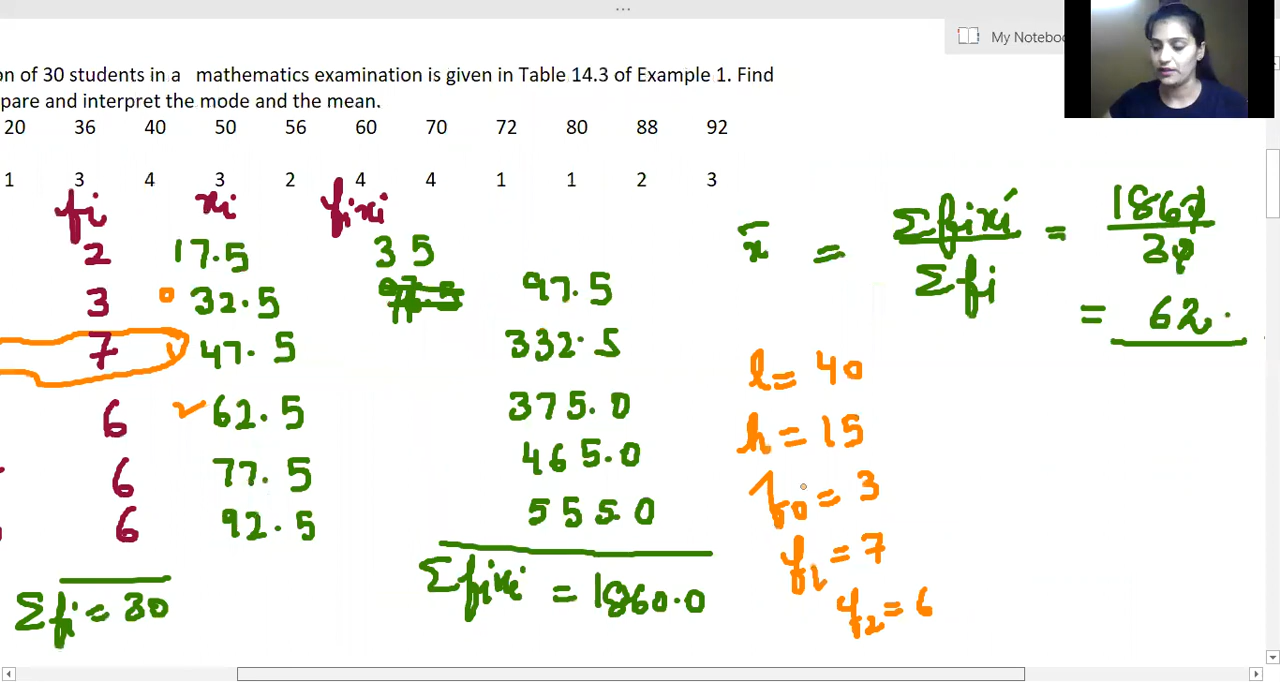 My Notebo
on of 30 students in a mathematics examination is given in Table 14.3 of Example 1. Find
pare and interpret the mode and the mean.
20 36 40 50 56 60 70 72 80 88 92
1 3 4 3 2 4 4 1 1 2 3
fi xi fixi
2 17.5 35
3 32.5 97.5
7 47.5 332.5
6 62.5 375.0
6 77.5 465.0
6 92.5 555.0
Σfi = 30 Σfixi = 1860.0
x̄ = Σfixi / Σfi = 1860 / 30
= 62.
l = 40
h = 15
f0 = 3
f1 = 7
f2 = 6